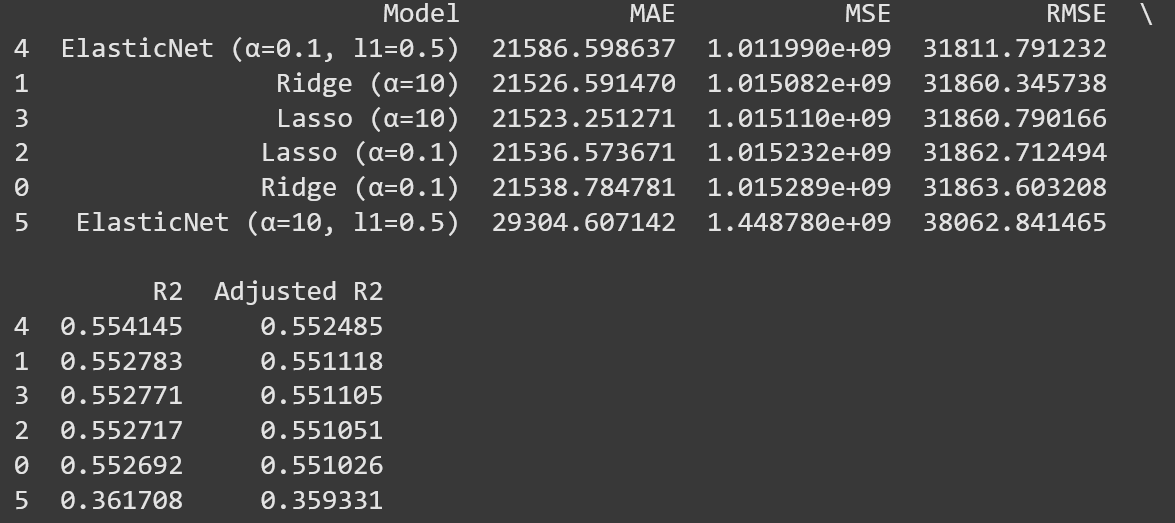 Model MAE MSE RMSE \
4 ElasticNet (α=0.1, l1=0.5) 21586.598637 1.011990e+09 31811.791232
1 Ridge (α=10) 21526.591470 1.015082e+09 31860.345738
3 Lasso (α=10) 21523.251271 1.015110e+09 31860.790166
2 Lasso (α=0.1) 21536.573671 1.015232e+09 31862.712494
0 Ridge (α=0.1) 21538.784781 1.015289e+09 31863.603208
5 ElasticNet (α=10, l1=0.5) 29304.607142 1.448780e+09 38062.841465
R2 Adjusted R2
4 0.554145 0.552485
1 0.552783 0.551118
3 0.552771 0.551105
2 0.552717 0.551051
0 0.552692 0.551026
5 0.361708 0.359331